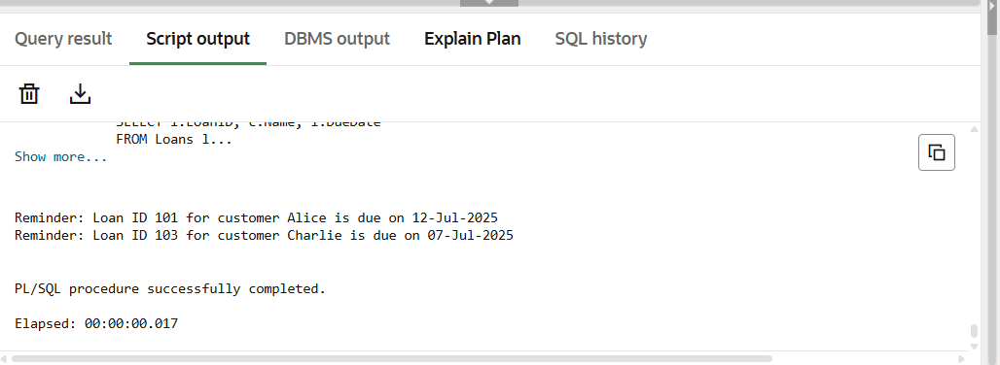 Query result Script output DBMS output Explain Plan SQL history
SELECT l.LoanID, c.Name, l.DueDate
FROM Loans l...
Show more...
Reminder: Loan ID 101 for customer Alice is due on 12-Jul-2025
Reminder: Loan ID 103 for customer Charlie is due on 07-Jul-2025
PL/SQL procedure successfully completed.
Elapsed: 00:00:00.017